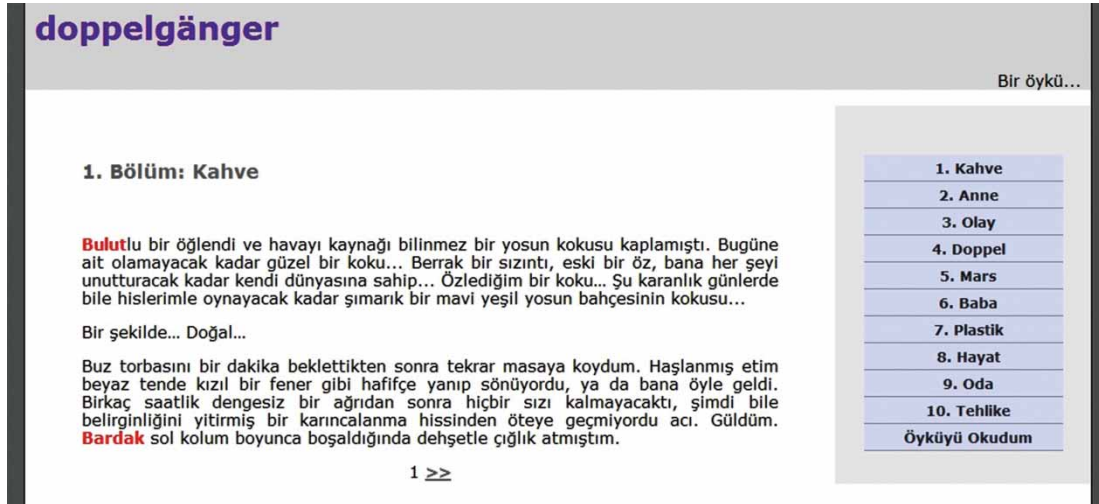 doppelgänger
Bir öykü...
1. Bölüm: Kahve
Bulutlu bir öğlendi ve havayı kaynağı bilinmez bir yosun kokusu kaplamıştı. Bugüne
ait olamayacak kadar güzel bir koku... Berrak bir sızıntı, eski bir öz, bana her şeyi
unutturacak kadar kendi dünyasına sahip... Özlediğim bir koku... Şu karanlık günlerde
bile hislerimle oynayacak kadar şımarık bir mavi yeşil yosun bahçesinin kokusu...
Bir şekilde... Doğal...
Buz torbasını bir dakika beklettikten sonra tekrar masaya koydum. Haşlanmış etim
beyaz tende kızıl bir fener gibi hafifçe yanıp sönüyordu, ya da bana öyle geldi.
Birkaç saatlik dengesiz bir ağrıdan sonra hiçbir sızı kalmayacaktı, şimdi bile
belirginliğini yitirmiş bir karıncalanma hissinden öteye geçmiyordu acı. Güldüm.
Bardak sol kolum boyunca boşaldığında dehşetle çığlık atmıştım.
1 >>
1. Kahve
2. Anne
3. Olay
4. Doppel
5. Mars
6. Baba
7. Plastik
8. Hayat
9. Oda
10. Tehlike
Öyküyü Okudum